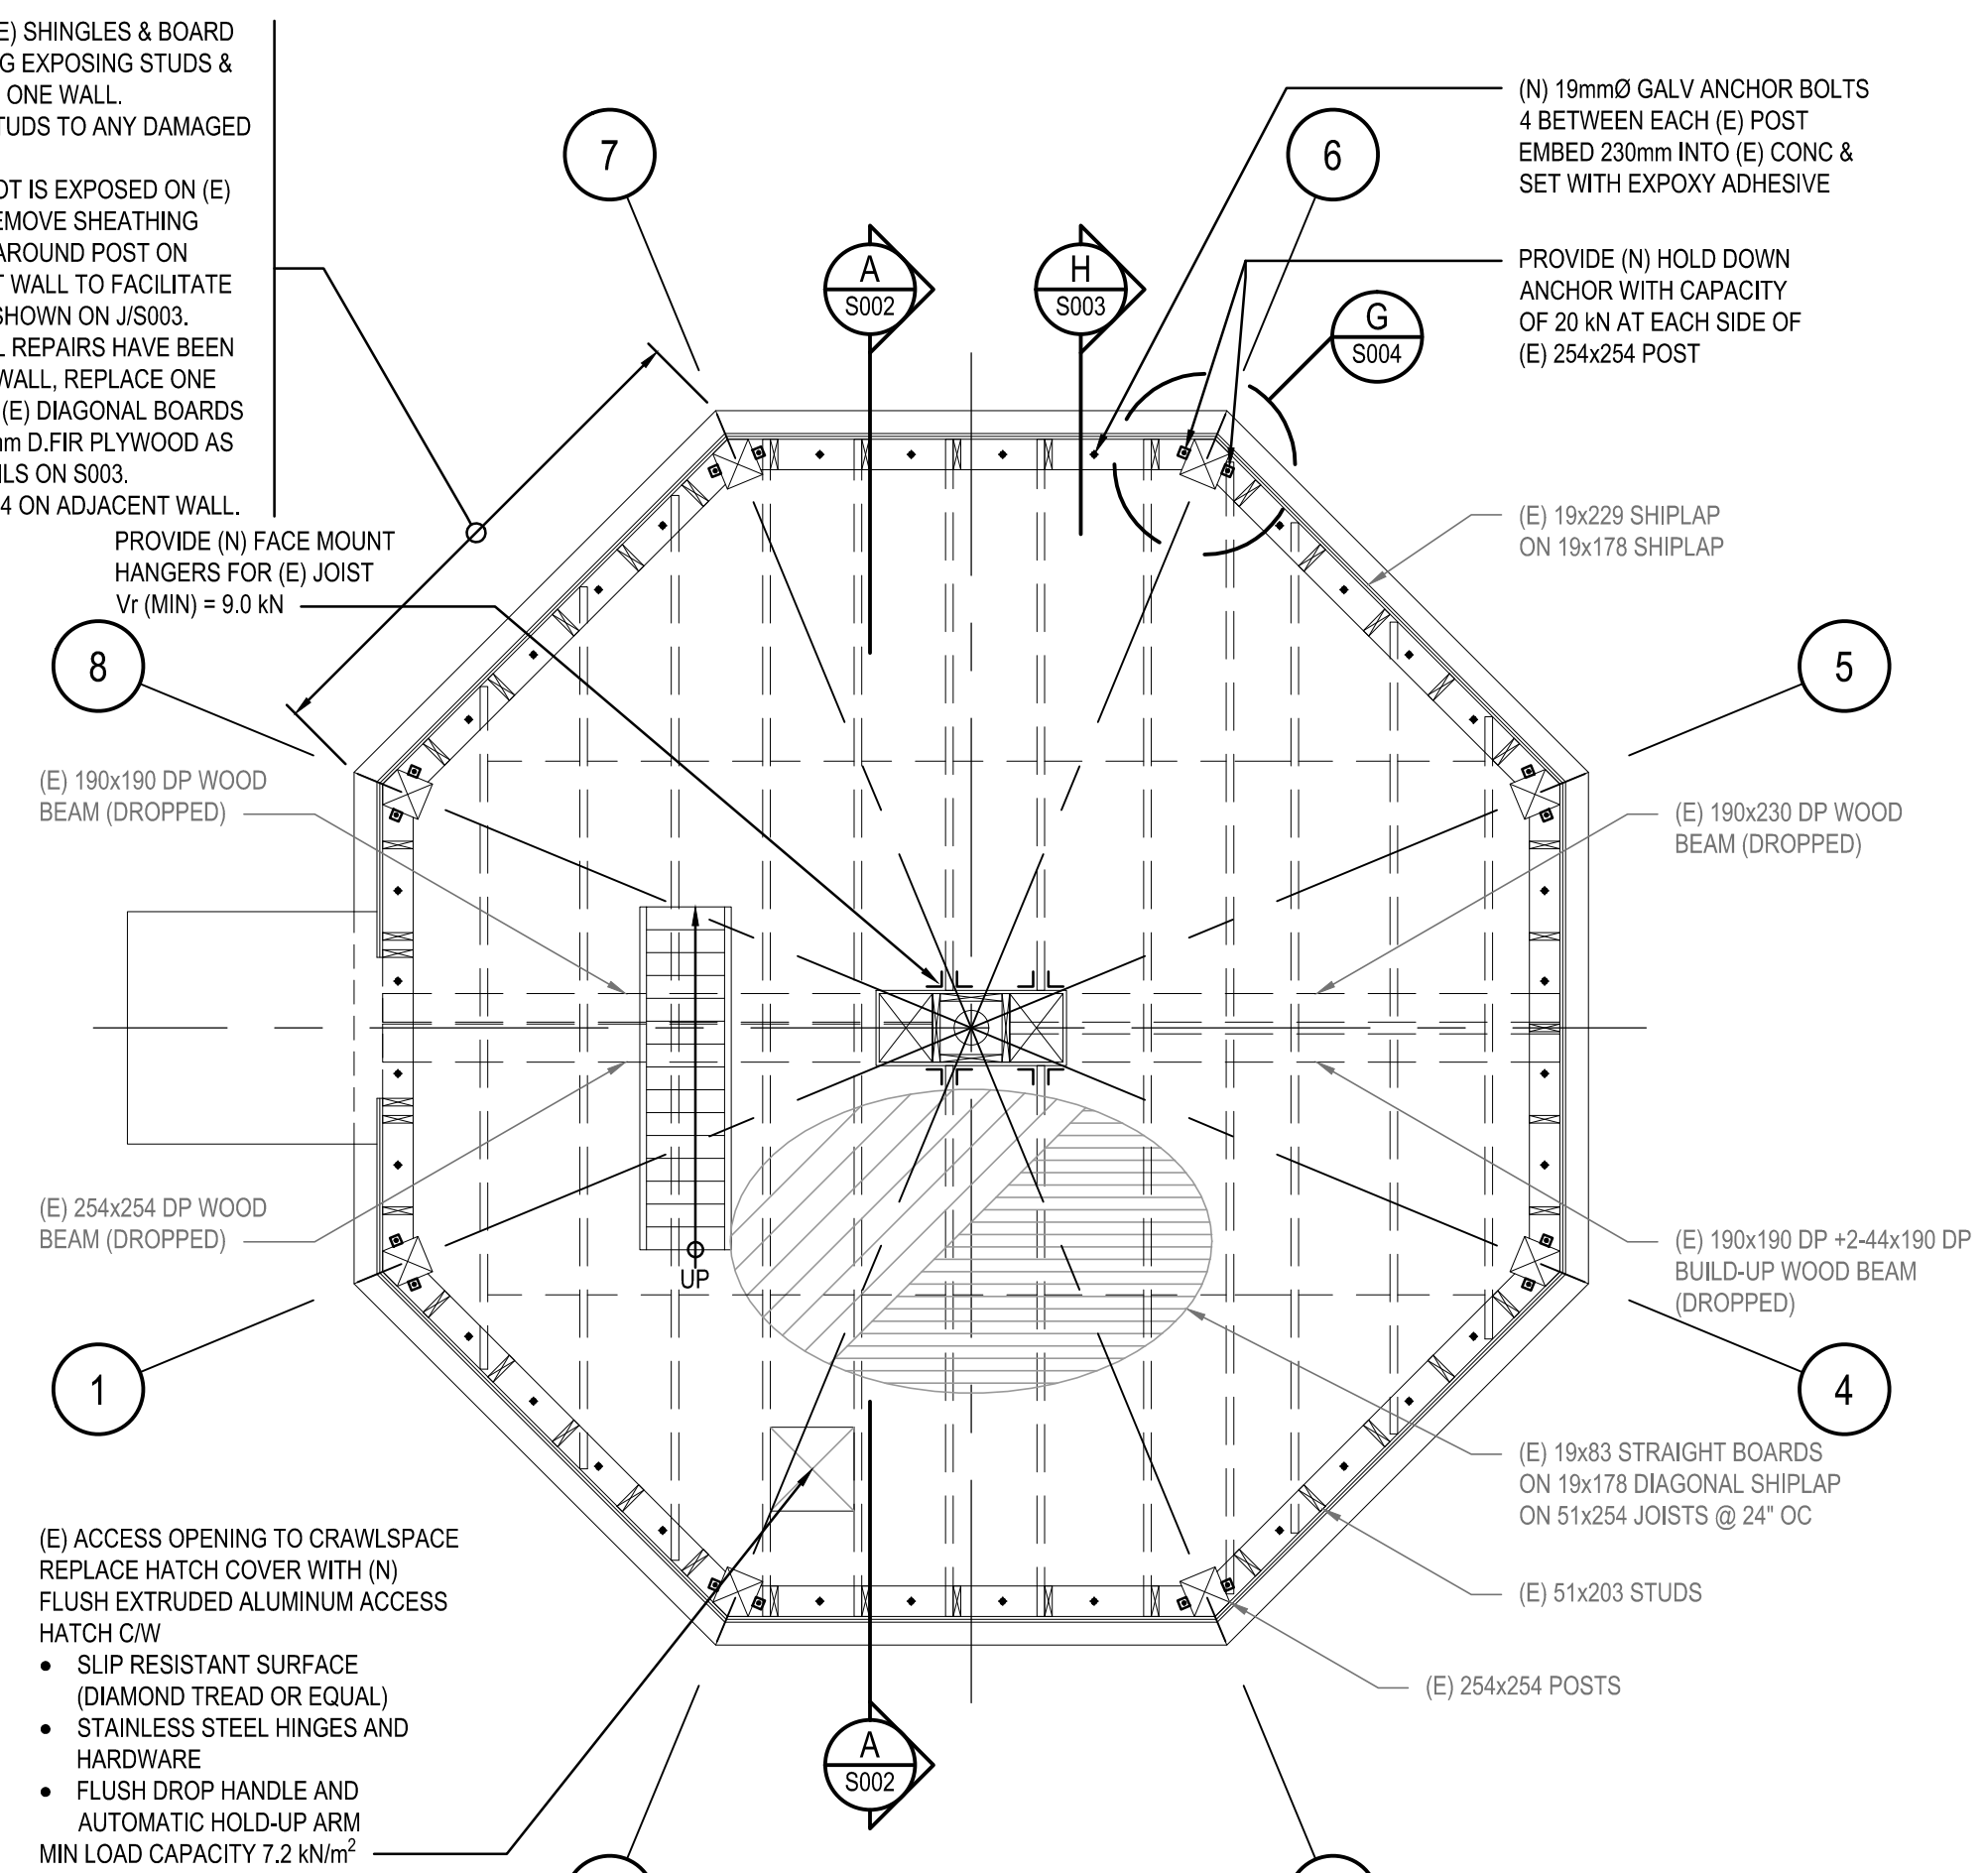 E) SHINGLES & BOARD
G EXPOSING STUDS &
ONE WALL.
TUDS TO ANY DAMAGED
OT IS EXPOSED ON (E)
EMOVE SHEATHING
AROUND POST ON
T WALL TO FACILITATE
SHOWN ON J/S003.
L REPAIRS HAVE BEEN
WALL, REPLACE ONE
(E) DIAGONAL BOARDS
mm D.FIR PLYWOOD AS
ILS ON S003.
4 ON ADJACENT WALL.
PROVIDE (N) FACE MOUNT
HANGERS FOR (E) JOIST
Vr (MIN) = 9.0 kN
7
6
A
S002
H
S003
G
S004
(N) 19mmØ GALV ANCHOR BOLTS
4 BETWEEN EACH (E) POST
EMBED 230mm INTO (E) CONC &
SET WITH EXPOXY ADHESIVE
PROVIDE (N) HOLD DOWN
ANCHOR WITH CAPACITY
OF 20 kN AT EACH SIDE OF
(E) 254x254 POST
(E) 19x229 SHIPLAP
ON 19x178 SHIPLAP
8
5
(E) 190x190 DP WOOD
BEAM (DROPPED)
(E) 190x230 DP WOOD
BEAM (DROPPED)
(E) 254x254 DP WOOD
BEAM (DROPPED)
UP
(E) 190x190 DP +2-44x190 DP
BUILD-UP WOOD BEAM
(DROPPED)
1
4
(E) 19x83 STRAIGHT BOARDS
ON 19x178 DIAGONAL SHIPLAP
ON 51x254 JOISTS @ 24" OC
(E) 51x203 STUDS
(E) 254x254 POSTS
(E) ACCESS OPENING TO CRAWLSPACE
REPLACE HATCH COVER WITH (N)
FLUSH EXTRUDED ALUMINUM ACCESS
HATCH C/W
• SLIP RESISTANT SURFACE
(DIAMOND TREAD OR EQUAL)
• STAINLESS STEEL HINGES AND
HARDWARE
• FLUSH DROP HANDLE AND
AUTOMATIC HOLD-UP ARM
MIN LOAD CAPACITY 7.2 kN/m²
A
S002